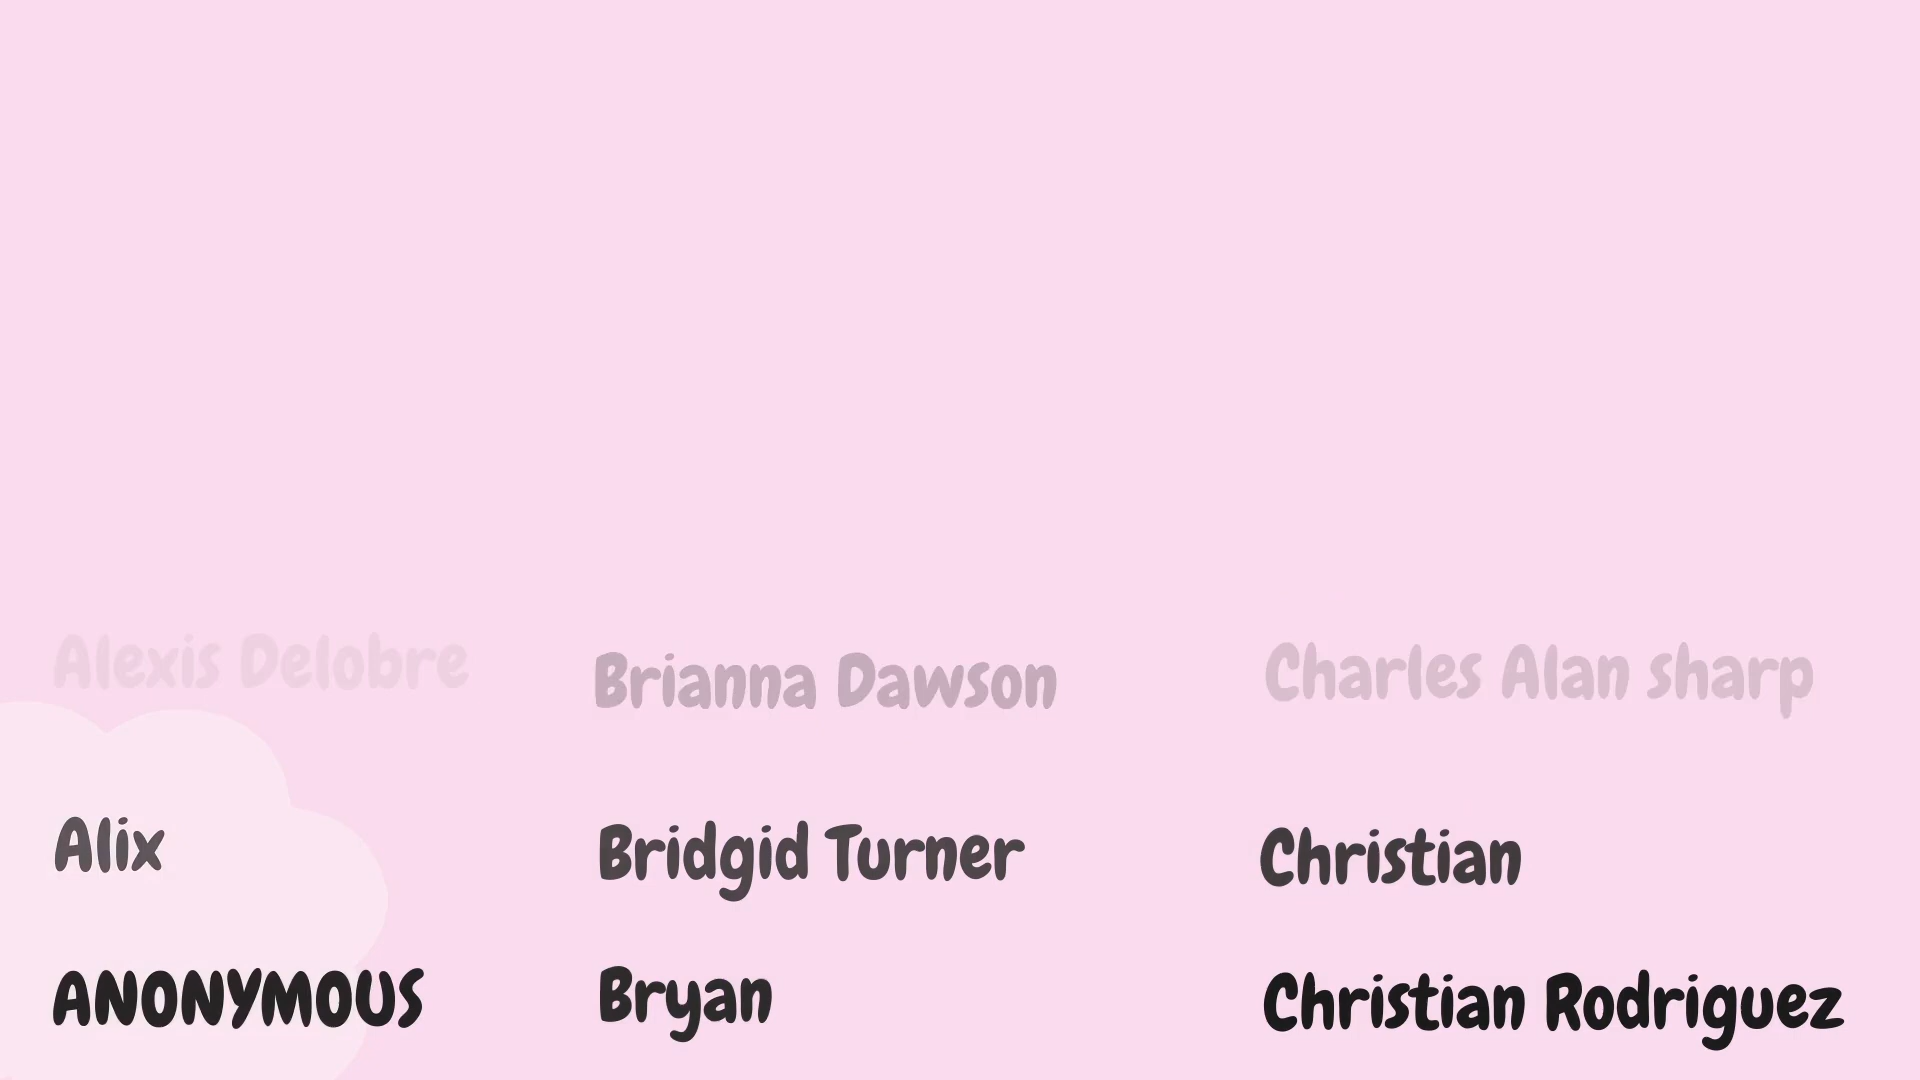 Alexis Delobre
Brianna Dawson
Charles Alan sharp
Alix
Bridgid Turner
Christian
ANONYMOUS
Bryan
Christian Rodriguez